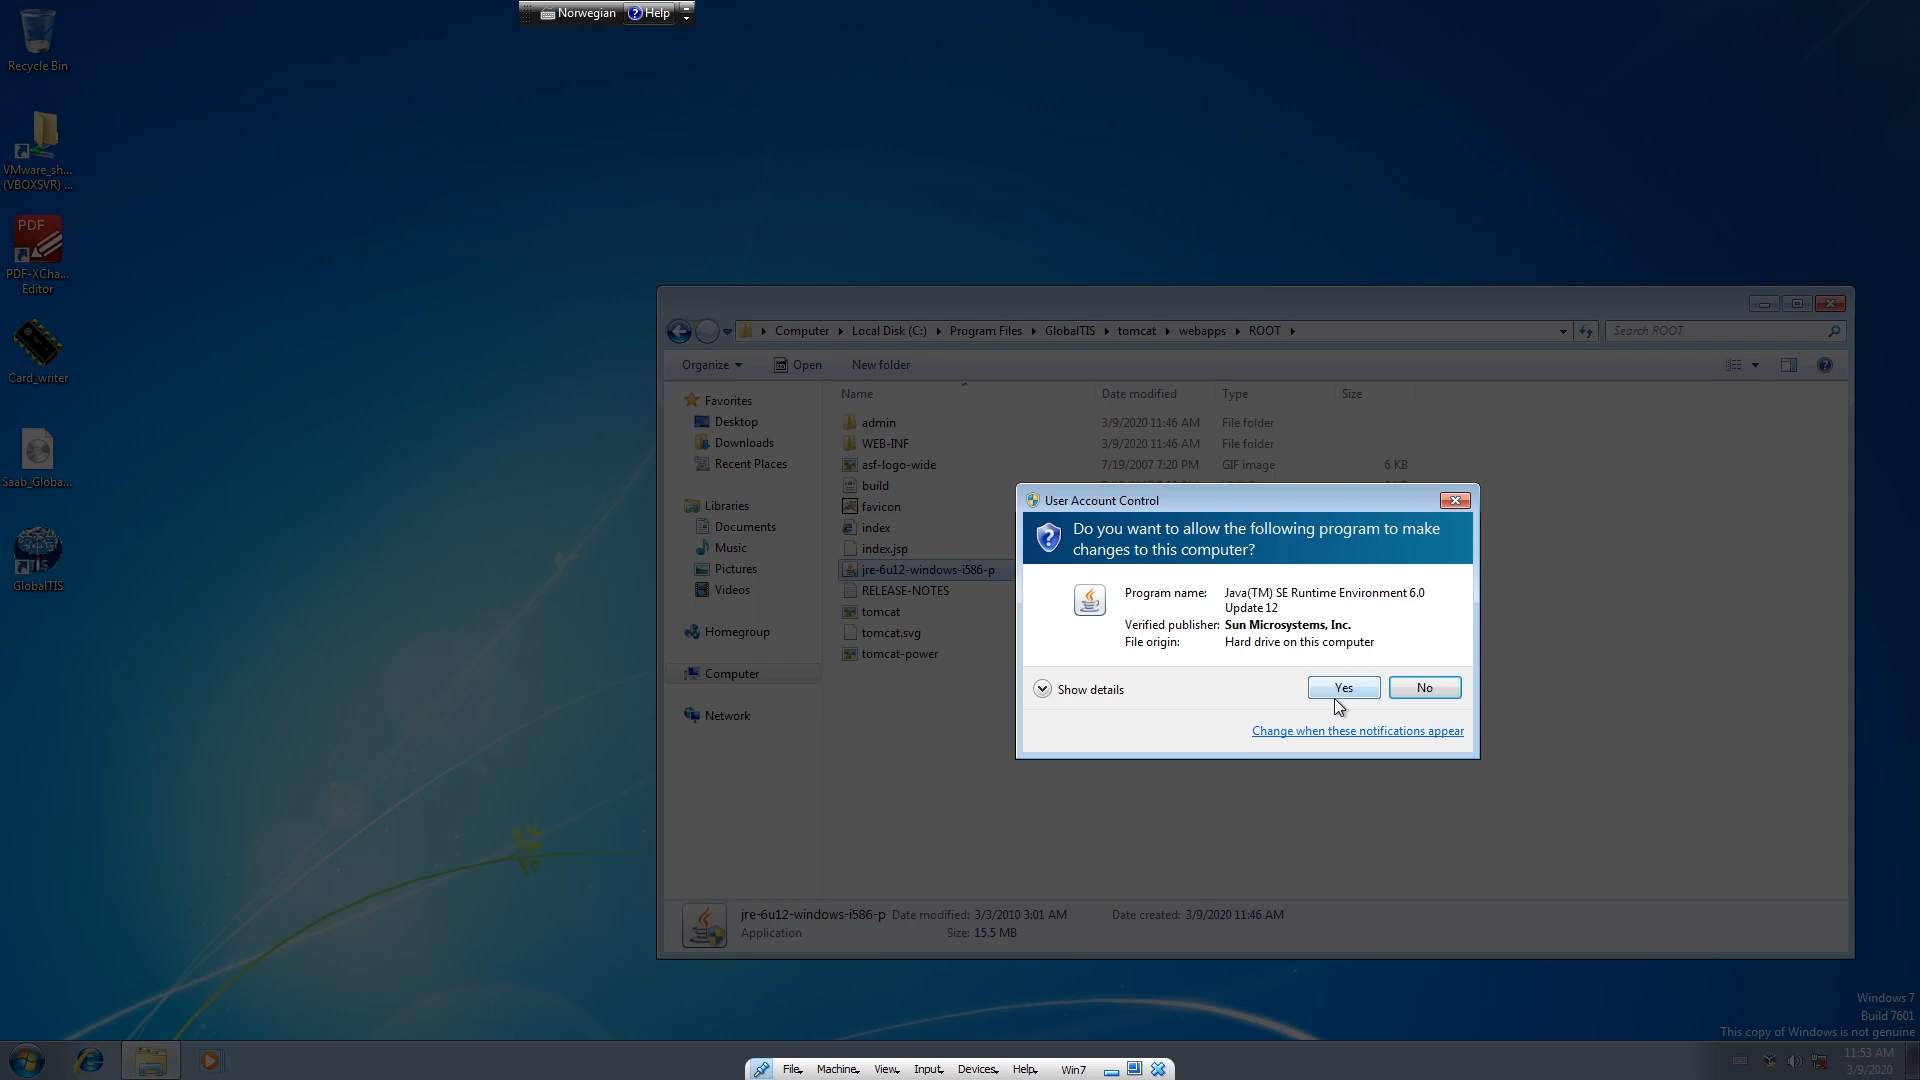 Norwegian
Help
Recycle Bin
VMware_sh...
(VBOXSVR) ...
PDF
PDF-XCha...
Editor
Card_writer
Saab_Globa...
GlobalTIS
Computer
Local Disk (C:)
Program Files
GlobalTIS
tomcat
webapps
ROOT
Search ROOT
Organize
Open
New folder
Favorites
Desktop
Downloads
Recent Places
Libraries
Documents
Music
Pictures
Videos
Homegroup
Computer
Network
Name Date modified Type Size
admin 3/9/2020 11:46 AM File folder
WEB-INF 3/9/2020 11:46 AM File folder
asf-logo-wide 7/19/2007 7:20 PM GIF image 6 KB
build
favicon
index
index.jsp
jre-6u12-windows-i586-p
RELEASE-NOTES
tomcat
tomcat.svg
tomcat-power
User Account Control
Do you want to allow the following program to make
changes to this computer?
Program name: Java(TM) SE Runtime Environment 6.0
Update 12
Verified publisher: Sun Microsystems, Inc.
File origin: Hard drive on this computer
Show details
Yes
No
Change when these notifications appear
jre-6u12-windows-i586-p Date modified: 3/3/2010 3:01 AM Date created: 3/9/2020 11:46 AM
Application Size: 15.5 MB
Windows 7
Build 7601
This copy of Windows is not genuine
11:53 AM
3/9/2020
File Machine View Input Devices Help Win7